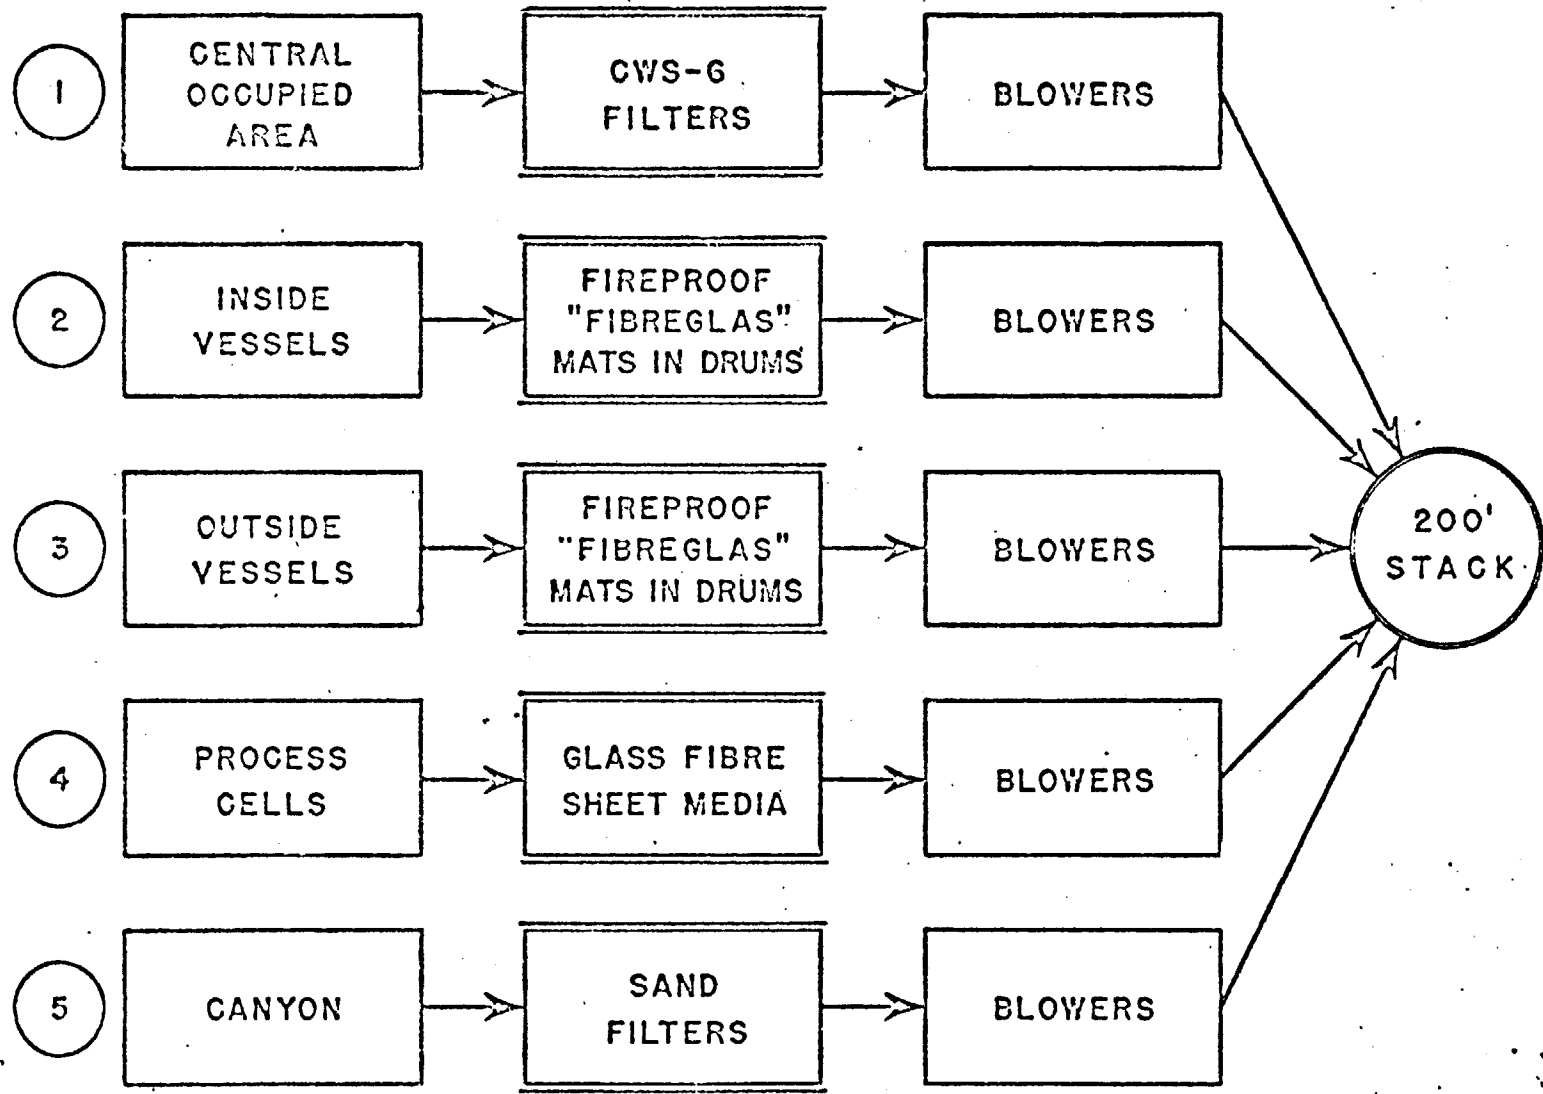 1
CENTRAL
OCCUPIED
AREA
CWS-6
FILTERS
BLOWERS
2
INSIDE
VESSELS
FIREPROOF
"FIBREGLAS"
MATS IN DRUMS
BLOWERS
3
OUTSIDE
VESSELS
FIREPROOF
"FIBREGLAS"
MATS IN DRUMS
BLOWERS
200'
STACK
4
PROCESS
CELLS
GLASS FIBRE
SHEET MEDIA
BLOWERS
5
CANYON
SAND
FILTERS
BLOWERS